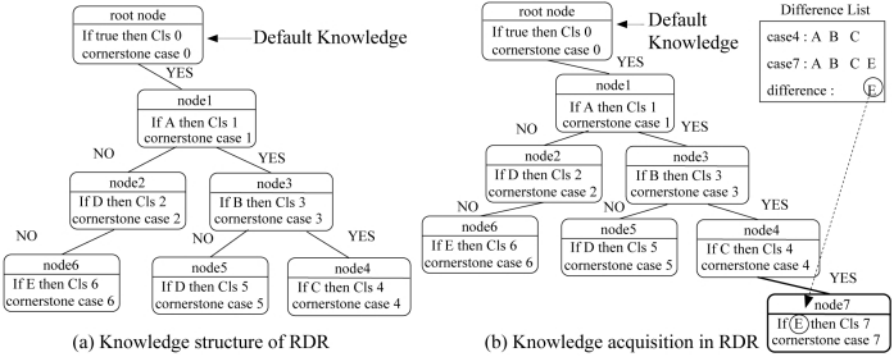 root node
If true then Cls 0
cornerstone case 0
Default Knowledge
YES
node1
If A then Cls 1
cornerstone case 1
NO
YES
node2
If D then Cls 2
cornerstone case 2
node3
If B then Cls 3
cornerstone case 3
NO
NO
YES
node6
If E then Cls 6
cornerstone case 6
node5
If D then Cls 5
cornerstone case 5
node4
If C then Cls 4
cornerstone case 4
(a) Knowledge structure of RDR
root node
If true then Cls 0
cornerstone case 0
Default
Knowledge
Difference List
case4 : A B C
case7 : A B C E
difference : E
YES
node1
If A then Cls 1
cornerstone case 1
NO
YES
node2
If D then Cls 2
cornerstone case 2
node3
If B then Cls 3
cornerstone case 3
NO
NO
YES
node6
If E then Cls 6
cornerstone case 6
node5
If D then Cls 5
cornerstone case 5
node4
If C then Cls 4
cornerstone case 4
YES
node7
If E then Cls 7
cornerstone case 7
(b) Knowledge acquisition in RDR